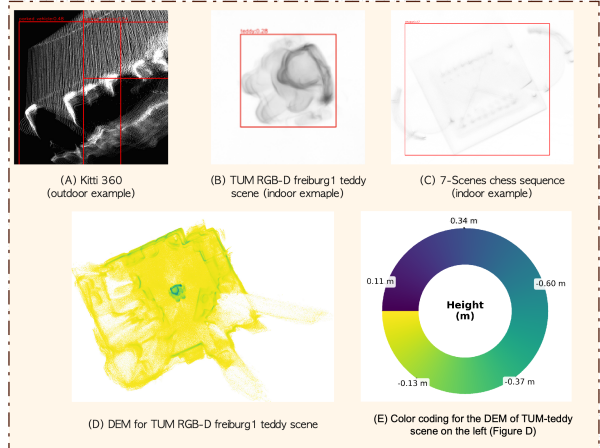 teddy:0.28
(A) Kitti 360
(outdoor example)
(B) TUM RGB-D freiburg1 teddy
scene (indoor exmaple)
(C) 7-Scenes chess sequence
(indoor example)
0.34 m
0.11 m
-0.60 m
Height
(m)
-0.13 m
-0.37 m
(D) DEM for TUM RGB-D freiburg1 teddy scene
(E) Color coding for the DEM of TUM-teddy
scene on the left (Figure D)